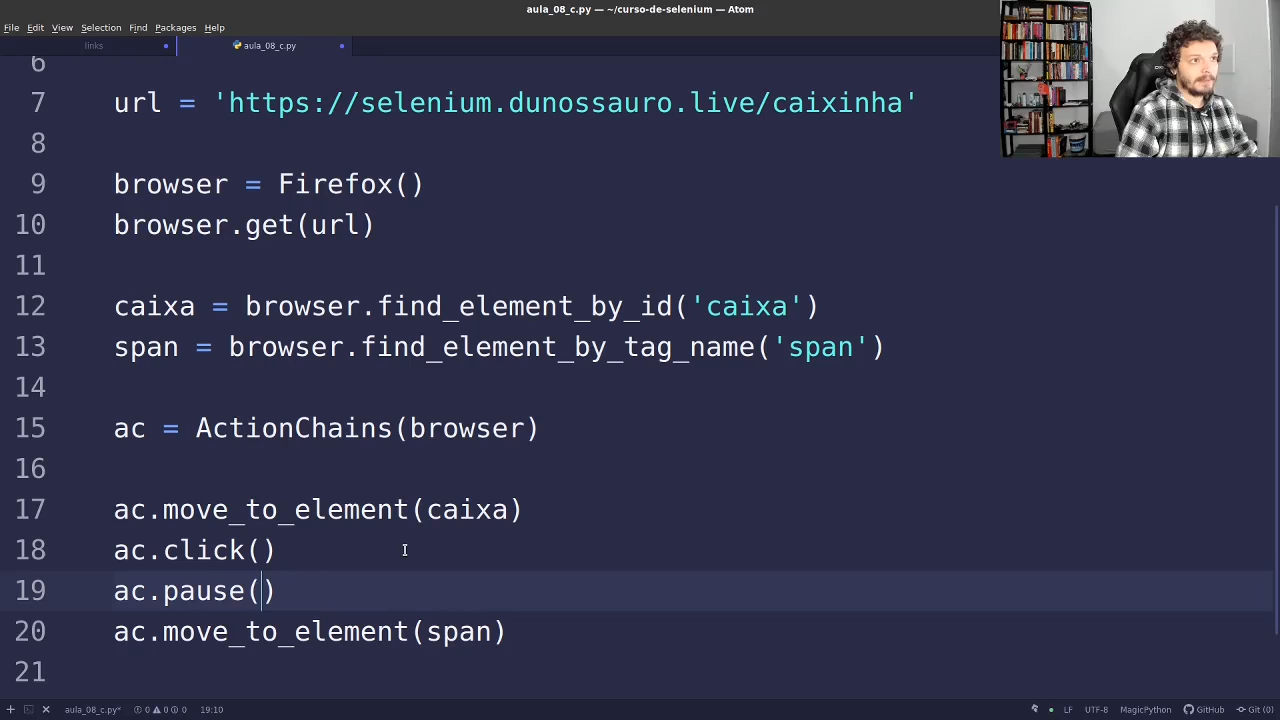 aula_08_c.py — ~/curso-de-selenium — Atom
File Edit View Selection Find Packages Help
links
aula_08_c.py
6
7 url = 'https://selenium.dunossauro.live/caixinha'
8
9 browser = Firefox()
10 browser.get(url)
11
12 caixa = browser.find_element_by_id('caixa')
13 span = browser.find_element_by_tag_name('span')
14
15 ac = ActionChains(browser)
16
17 ac.move_to_element(caixa)
18 ac.click()
19 ac.pause()
20 ac.move_to_element(span)
21
aula_08_c.py* 0 0 0 19:10 LF UTF-8 MagicPython GitHub Git (0)